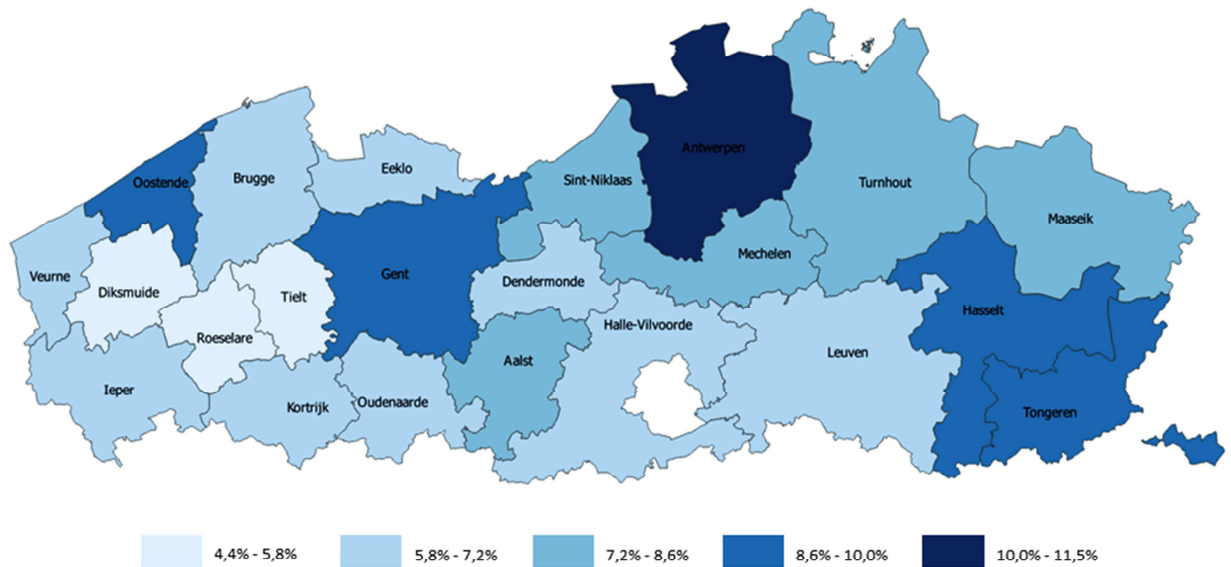 Antwerpen
Eeklo
Oostende
Brugge
Sint-Niklaas
Turnhout
Maaseik
Mechelen
Veurne
Gent
Dendermonde
Diksmuide
Tielt
Hasselt
Roeselare
Halle-Vilvoorde
Leuven
Aalst
Ieper
Kortrijk
Oudenaarde
Tongeren
4,4% - 5,8%
5,8% - 7,2%
7,2% - 8,6%
8,6% - 10,0%
10,0% - 11,5%